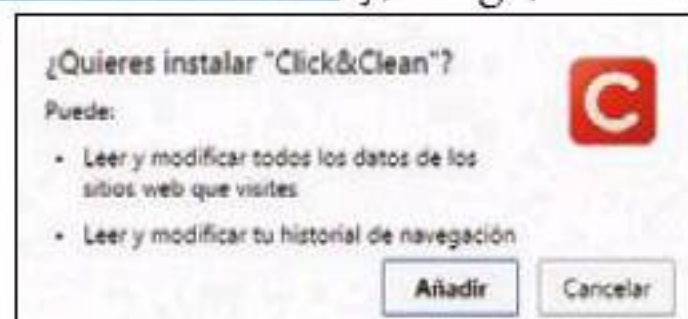 ¿Quieres instalar "Click&Clean"?
Puede:
• Leer y modificar todos los datos de los
sitios web que visites
• Leer y modificar tu historial de navegación
Añadir Cancelar
C